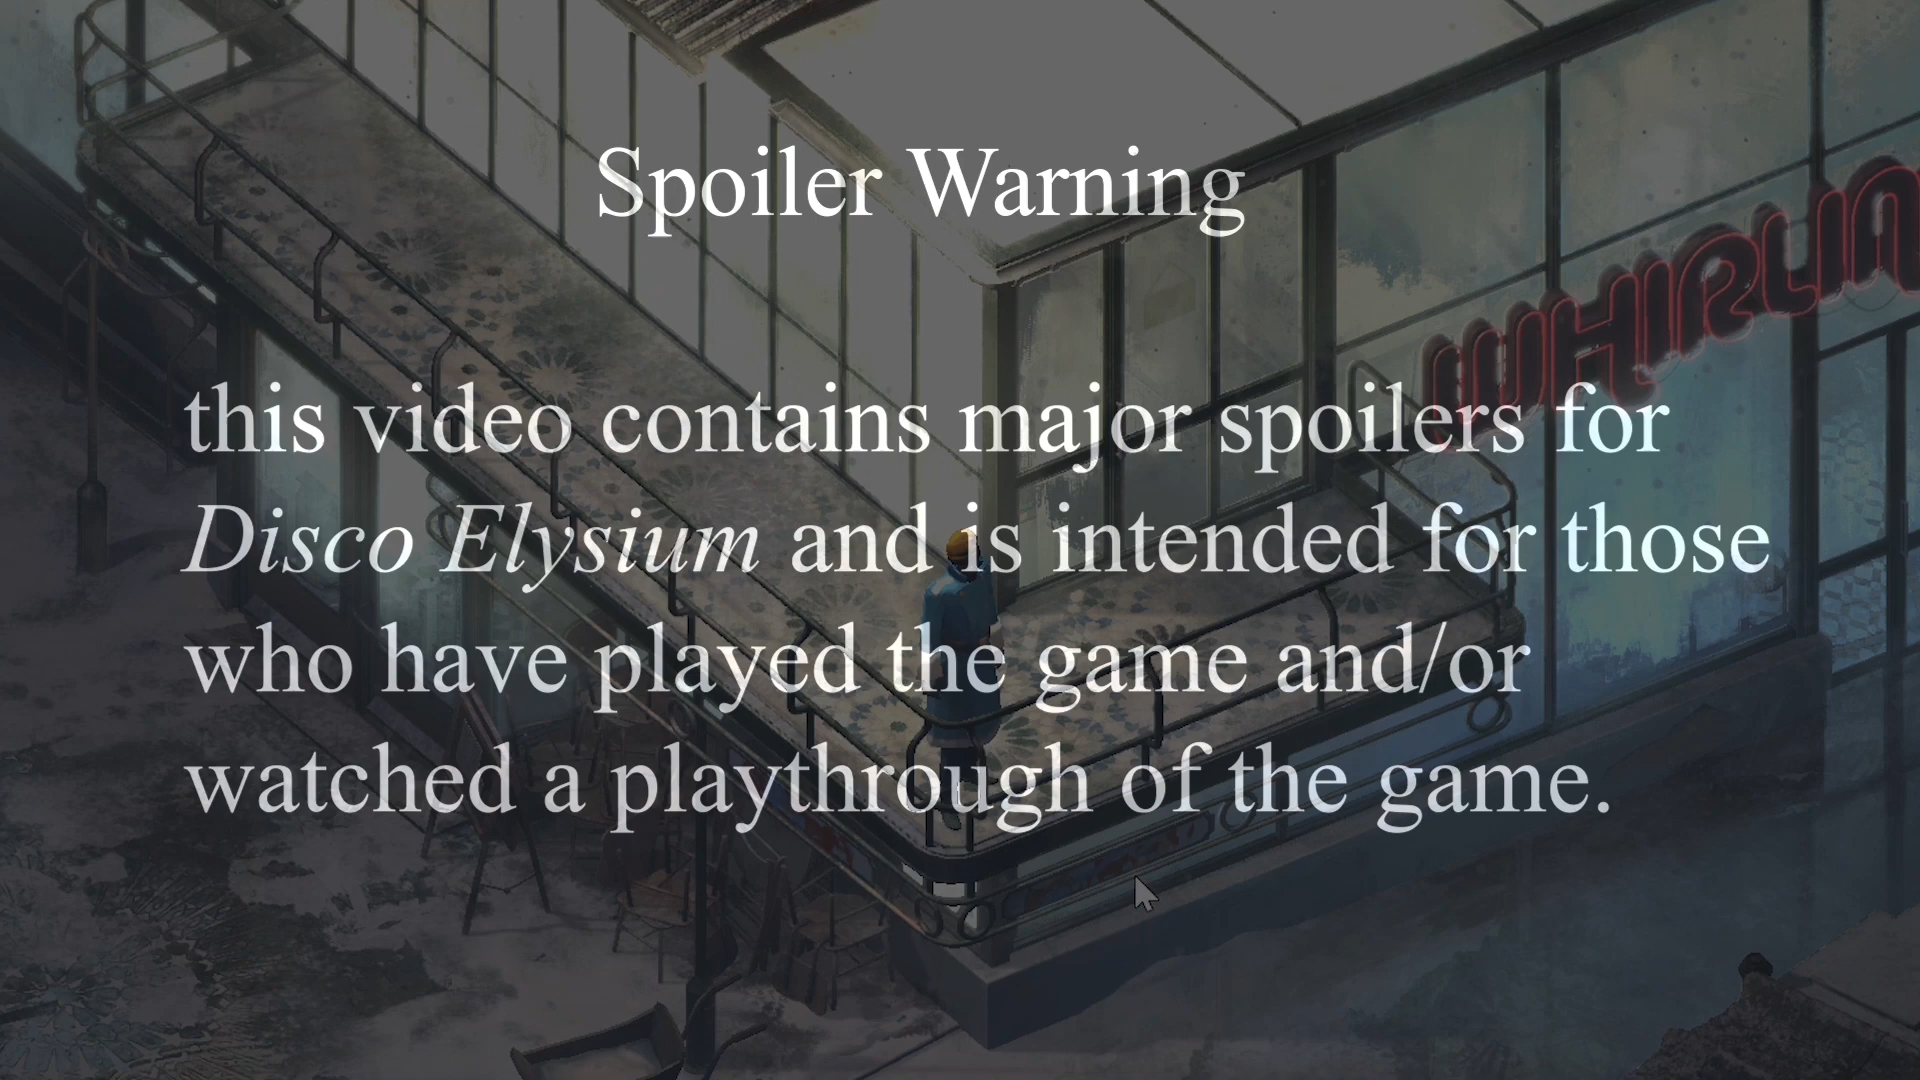 Spoiler Warning
WHIRLIN
this video contains major spoilers for
Disco Elysium and is intended for those
who have played the game and/or
watched a playthrough of the game.